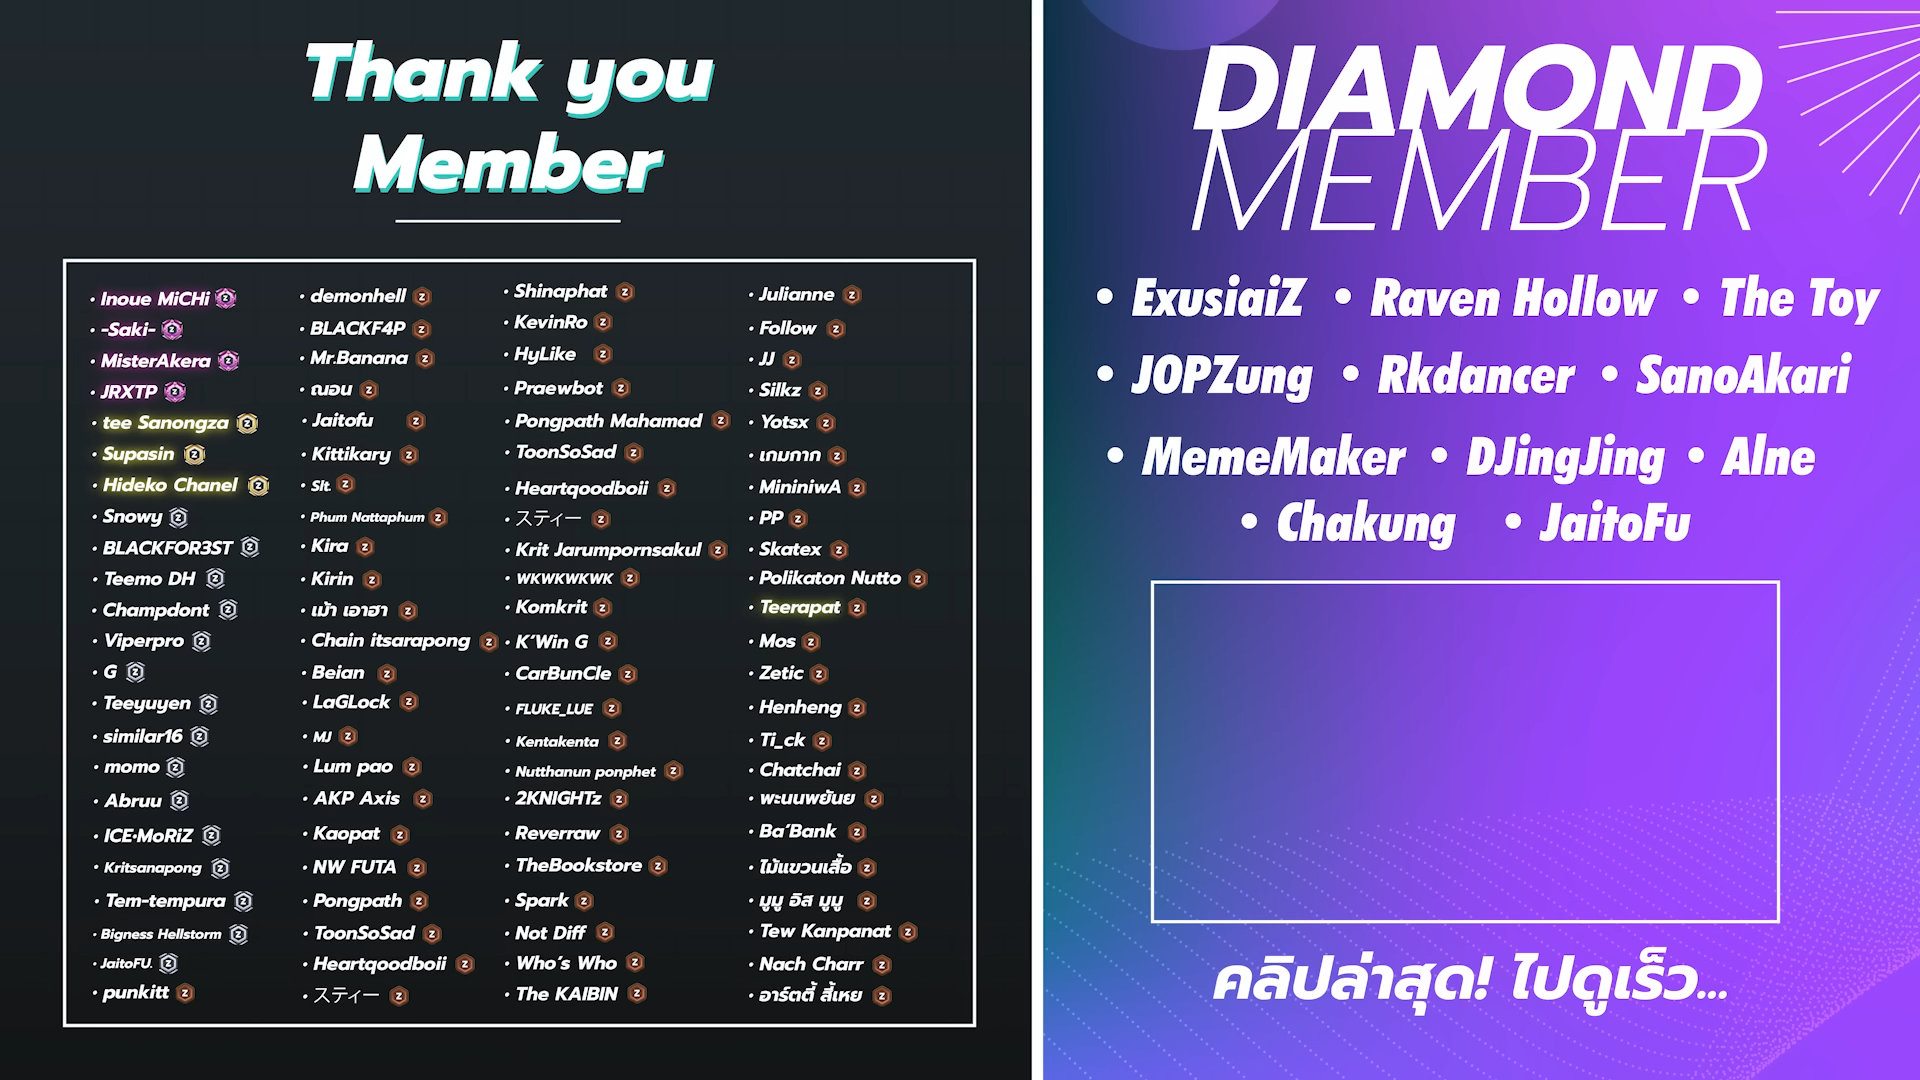 Thank you
Member
• Inoue MiCHi
• -Saki-
• MisterAkera
• JRXTP
• tee Sanongza
• Supasin
• Hideko Chanel
• Snowy
• BLACKFOR3ST
• Teemo DH
• Champdont
• Viperpro
• G
• Teeyuyen
• similar16
• momo
• Abruu
• ICE•MoRiZ
• Kritsanapong
• Tem-tempura
• Bigness Hellstorm
• JaitoFU.
• punkitt
• demonhell
• BLACKF4P
• Mr.Banana
• ณอน
• Jaitofu
• Kittikary
• Slt.
• Phum Nattaphum
• Kira
• Kirin
• เม้า เอาฮา
• Chain itsarapong
• Beian
• LaGLock
• MJ
• Lum pao
• AKP Axis
• Kaopat
• NW FUTA
• Pongpath
• ToonSoSad
• Heartqoodboii
• スティー
• Shinaphat
• KevinRo
• HyLike
• Praewbot
• Pongpath Mahamad
• ToonSoSad
• Heartqoodboii
• スティー
• Krit Jarumpornsakul
• WKWKWKWK
• Komkrit
• K'Win G
• CarBunCle
• FLUKE_LUE
• Kentakenta
• Nutthanun ponphet
• 2KNIGHTz
• Reverraw
• TheBookstore
• Spark
• Not Diff
• Who's Who
• The KAIBIN
• Julianne
• Follow
• JJ
• Silkz
• Yotsx
• เกมกาก
• MininiwA
• PP
• Skatex
• Polikaton Nutto
• Teerapat
• Mos
• Zetic
• Henheng
• Ti_ck
• Chatchai
• พะนนพยันย
• Ba'Bank
• ไม้แขวนเสื้อ
• มูมู อิส มูมู
• Tew Kanpanat
• Nach Charr
• อาร์ตตี้ สี้เหย
DIAMOND
MEMBER
• ExusiaiZ • Raven Hollow • The Toy
• JOPZung • Rkdancer • SanoAkari
• MemeMaker • DJingJing • Alne
• Chakung • JaitoFu
คลิปล่าสุด! ไปดูเร็ว...